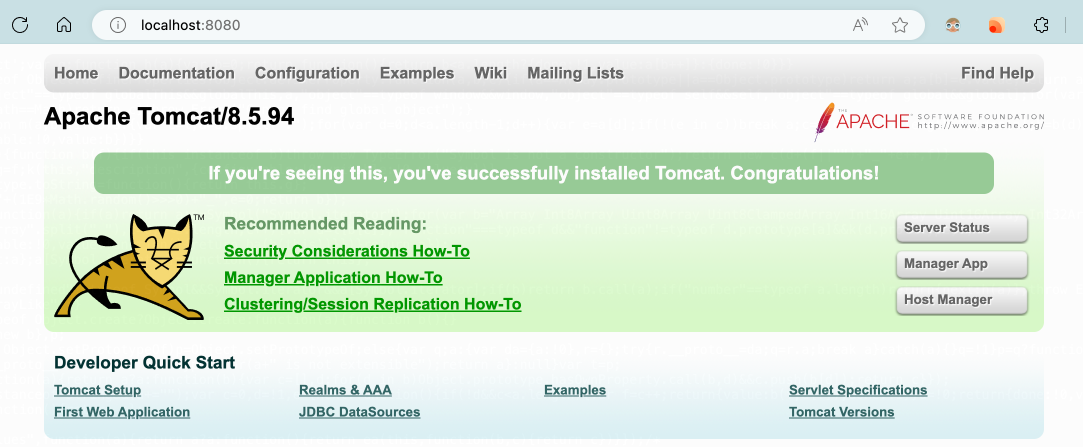 localhost:8080
Home Documentation Configuration Examples Wiki Mailing Lists Find Help
Apache Tomcat/8.5.94
THE APACHE™ SOFTWARE FOUNDATION
http://www.apache.org/
If you're seeing this, you've successfully installed Tomcat. Congratulations!
TM
Recommended Reading:
Security Considerations How-To
Manager Application How-To
Clustering/Session Replication How-To
Server Status
Manager App
Host Manager
Developer Quick Start
Tomcat Setup Realms & AAA Examples Servlet Specifications
First Web Application JDBC DataSources Tomcat Versions